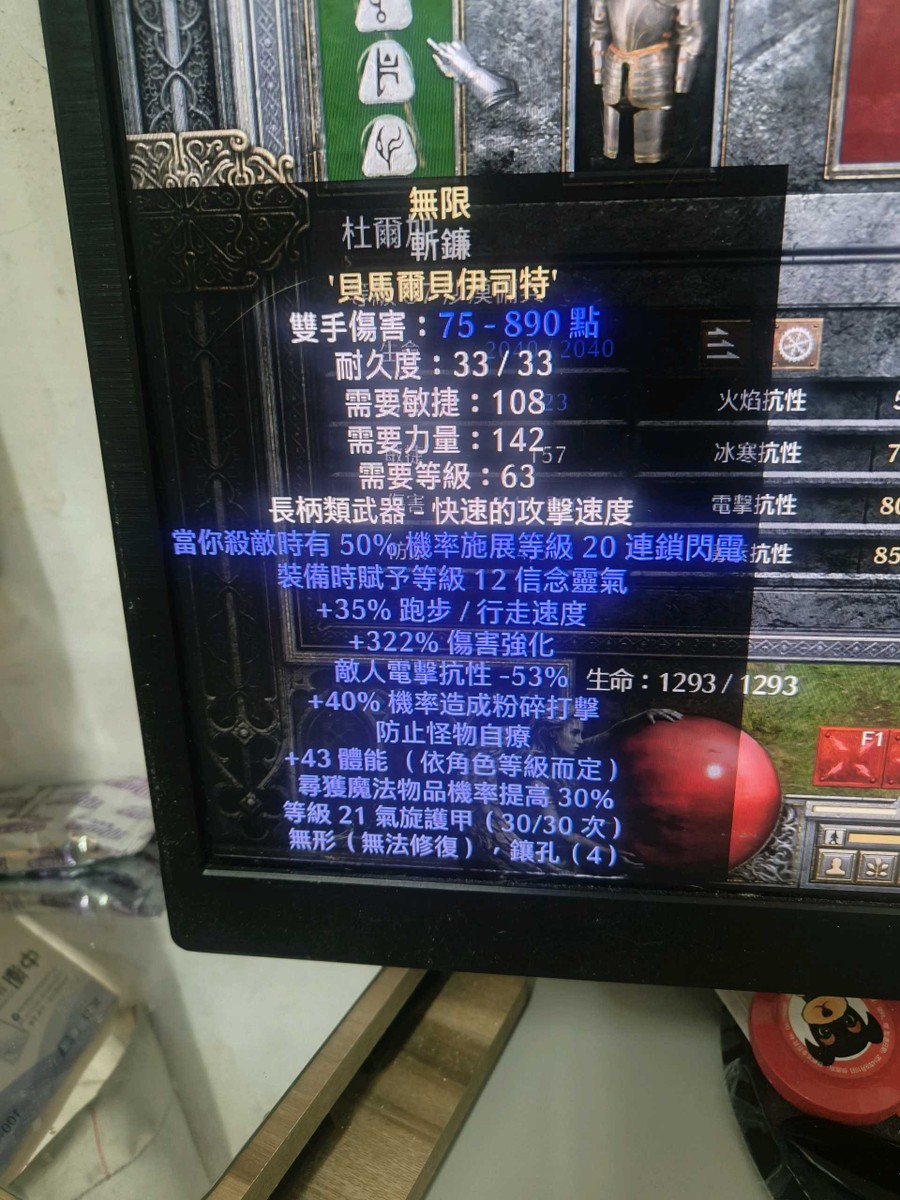 無限
杜爾加
斬鐮
'貝馬爾貝伊司特'
雙手傷害：75 - 890 點
2040
耐久度：33 / 33
需要敏捷：108
火焰抗性
需要力量：142
157
冰寒抗性
需要等級：63
電擊抗性
長柄類武器 - 快速的攻擊速度
當你殺敵時有 50% 機率施展等級 20 連鎖閃電
抗性
85
裝備時賦予等級 12 信念靈氣
+35% 跑步 / 行走速度
+322% 傷害強化
敵人電擊抗性 -53%
生命：1293 / 1293
+40% 機率造成粉碎打擊
防止怪物自療
F1
+43 體能 （依角色等級而定）
尋獲魔法物品機率提高 30%
等級 21 氣旋護甲（30/30 次）
無形（無法修復），鑲孔（4）